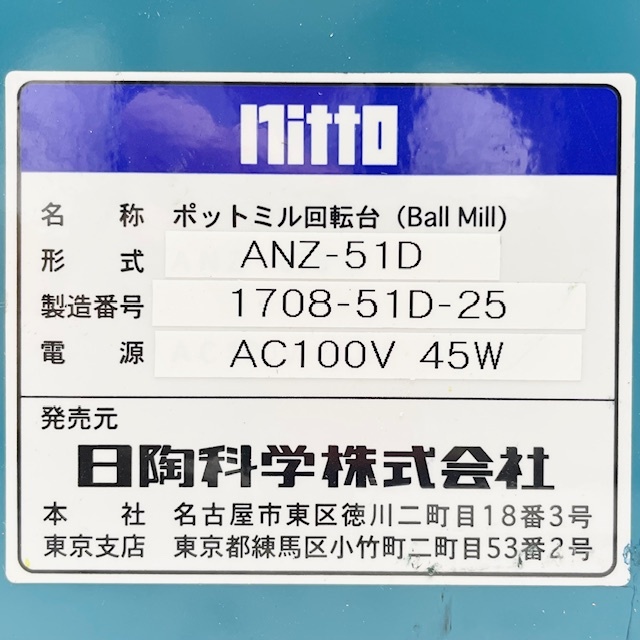 nitto
名 称 ポットミル回転台 (Ball Mill)
形 式 ANZ-51D
製造番号 1708-51D-25
電 源 AC100V 45W
発売元
日陶科学株式会社
本 社 名古屋市東区徳川二町目18番3号
東京支店 東京都練馬区小竹町二町目53番2号